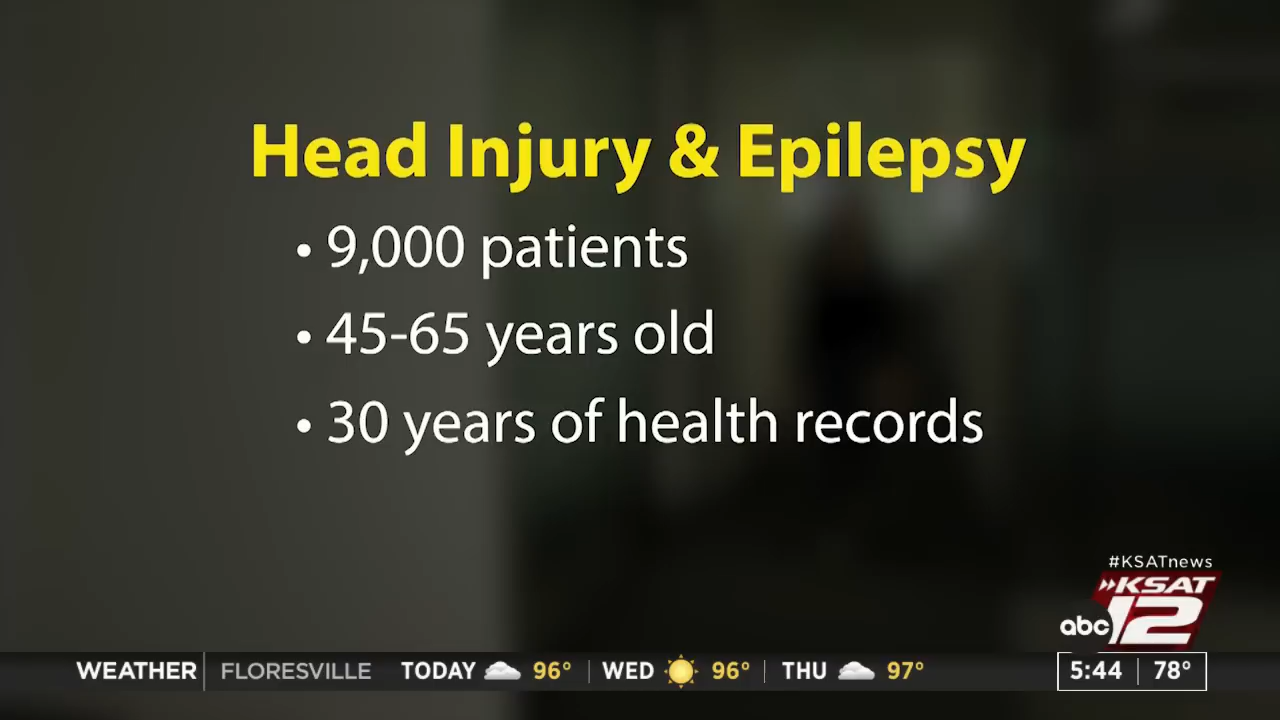 Head Injury & Epilepsy
• 9,000 patients
• 45-65 years old
• 30 years of health records
#KSATnews
KSAT
abc 12
WEATHER FLORESVILLE TODAY 96° WED 96° THU 97° 5:44 78°